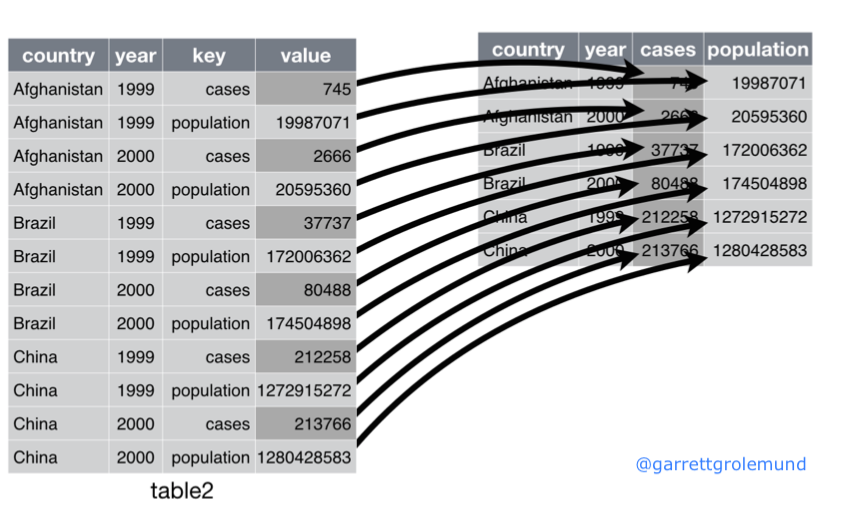 country year key value
Afghanistan 1999 cases 745
Afghanistan 1999 population 19987071
Afghanistan 2000 cases 2666
Afghanistan 2000 population 20595360
Brazil 1999 cases 37737
Brazil 1999 population 172006362
Brazil 2000 cases 80488
Brazil 2000 population 174504898
China 1999 cases 212258
China 1999 population 1272915272
China 2000 cases 213766
China 2000 population 1280428583
table2
country year cases population
Afghanistan 1999 745 19987071
Afghanistan 2000 2666 20595360
Brazil 1999 37737 172006362
Brazil 2000 80488 174504898
China 1999 212258 1272915272
China 2000 213766 1280428583
@garrettgrolemund